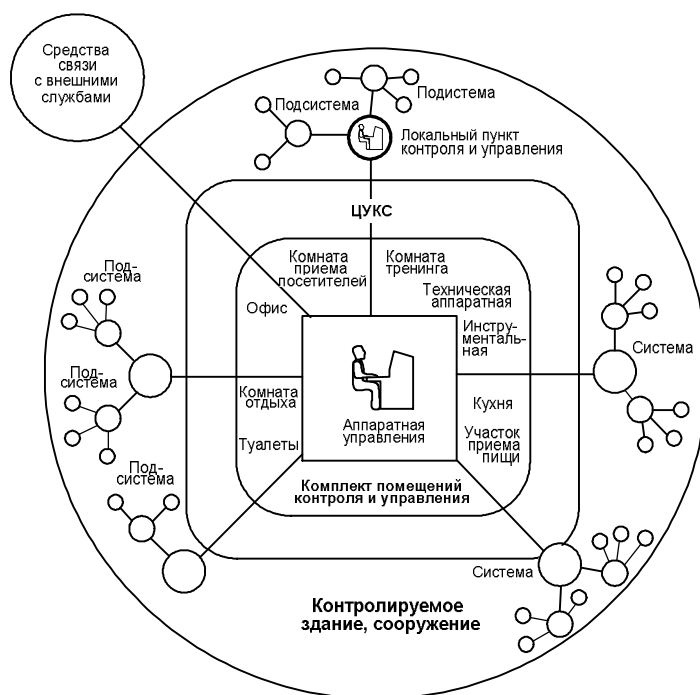 Средства
связи
с внешними
службами
Подсистема
Подистема
Локальный пункт
контроля и управления
ЦУКС
Комната
приема
посетителей
Комната
тренинга
Техническая
аппаратная
Офис
Инстру-
менталь-
ная
Под-
система
Под-
система
Под-
система
Система
Комната
отдыха
Туалеты
Аппаратная
управления
Кухня
Участок
приема
пищи
Комплект помещений
контроля и управления
Система
Контролируемое
здание, сооружение